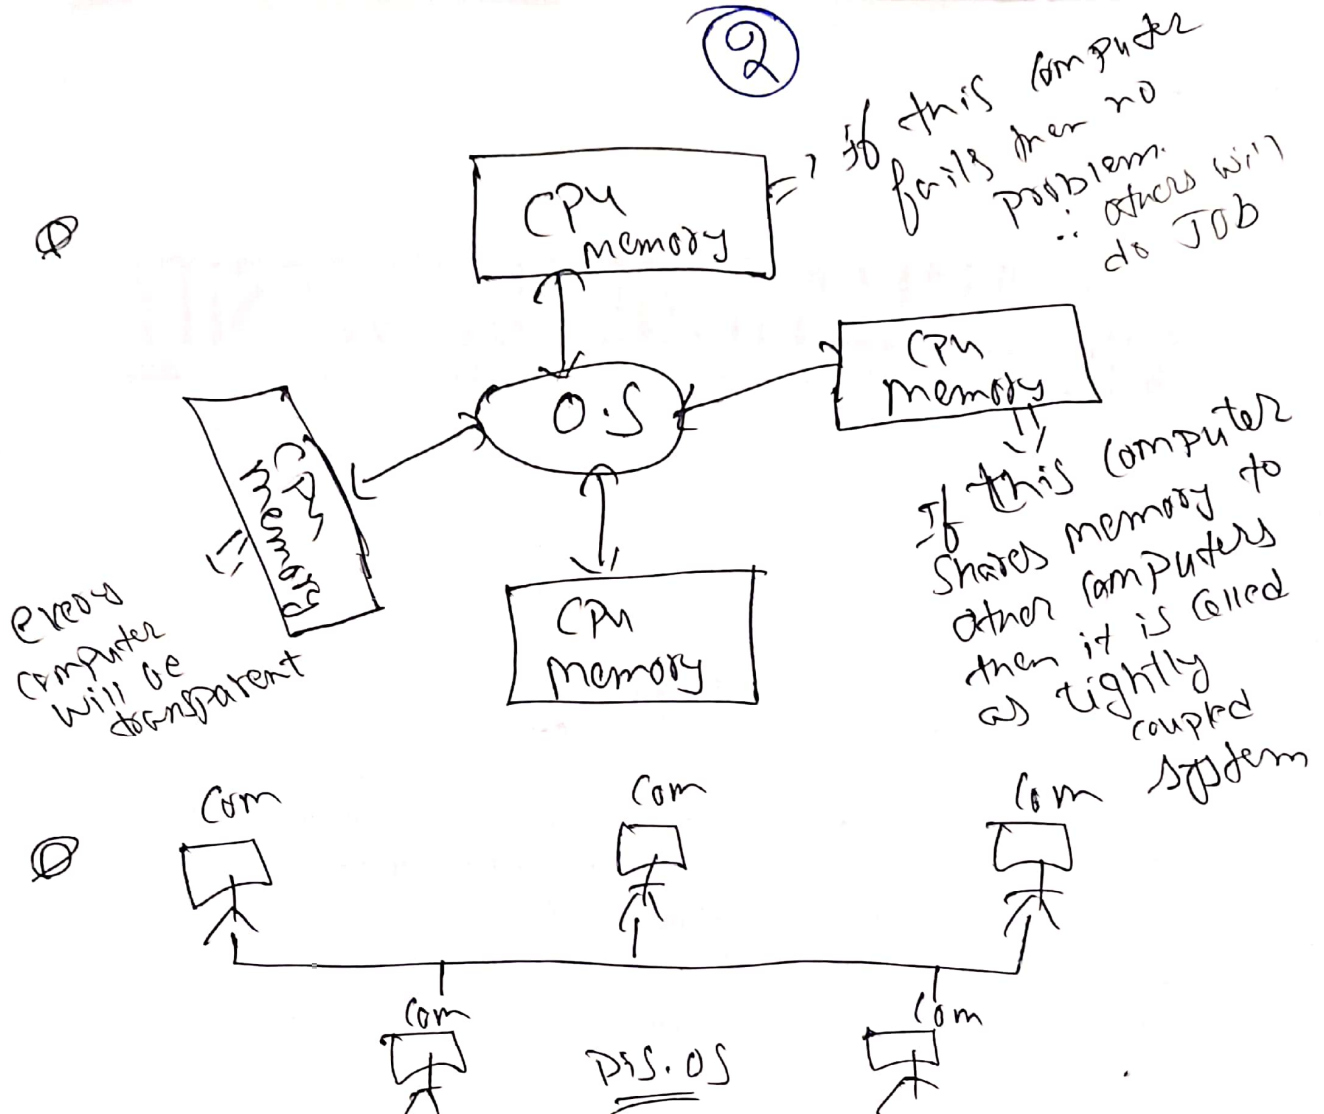 2
If this computer
fails then no
problem.
∴ others will
do JOB
CPU
memory
CPU
memory
O.S
CPU
memory
CPU
memory
If this computer
shares memory to
other computers
then it is called
as tightly
coupled
system
every
computer
will be
transparent
Com
Com
Com
Com
Com
Dis. OS